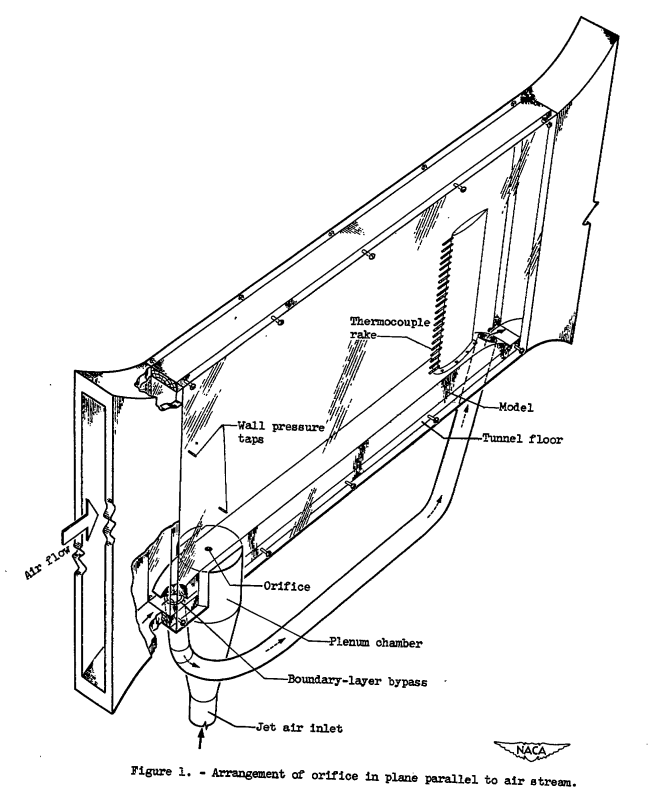 Thermocouple
rake
Model
Tunnel floor
Wall pressure
taps
Air flow
Orifice
Plenum chamber
Boundary-layer bypass
Jet air inlet
NACA
Figure 1. - Arrangement of orifice in plane parallel to air stream.